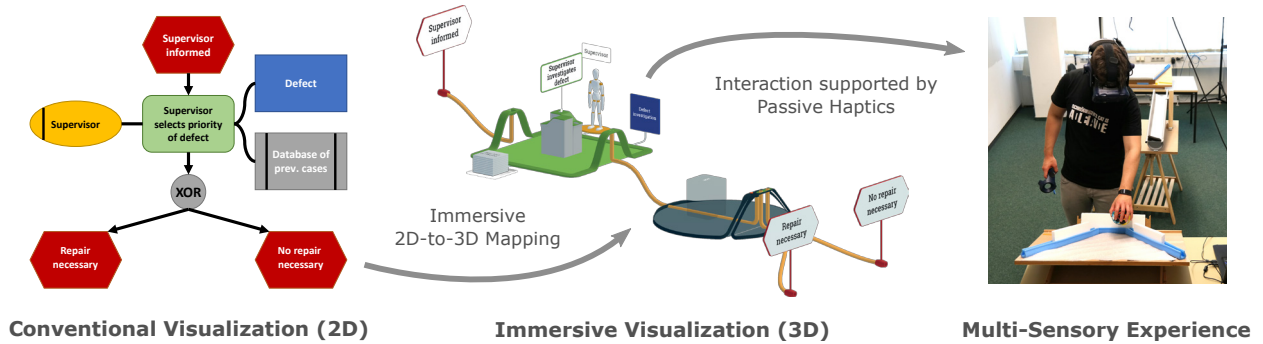 Supervisor
informed
Supervisor
Supervisor
selects priority
of defect
Defect
Database of
prev. cases
XOR
Repair
necessary
No repair
necessary
Conventional Visualization (2D)
Immersive
2D-to-3D Mapping
Supervisor
informed
Supervisor
investigates
defect
Supervisor
Defect
investigation
Repair
necessary
No repair
necessary
Immersive Visualization (3D)
Interaction supported by
Passive Haptics
Multi-Sensory Experience